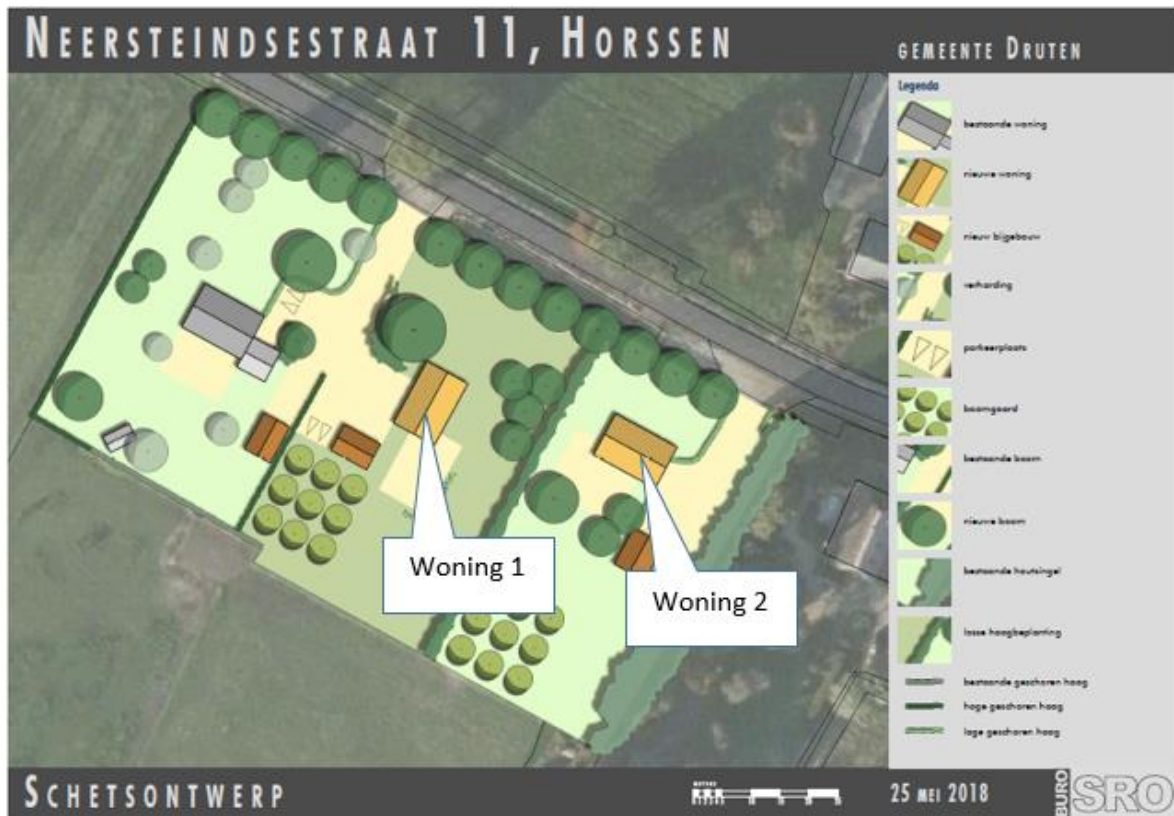 NEERSTEINDSESTRAAT 11, HORSSEN
GEMEENTE DRUTEN
Legenda
bestaande woning
nieuwe woning
nieuw bijgebouw
verharding
parkeerplaats
boomgaard
bestaande boom
nieuwe boom
bestaande houtsingel
losse haagbeplanting
bestaande geschoren haag
hoge geschoren haag
lage geschoren haag
Woning 1
Woning 2
SCHETSONTWERP
25 MEI 2018
BURO
SRO